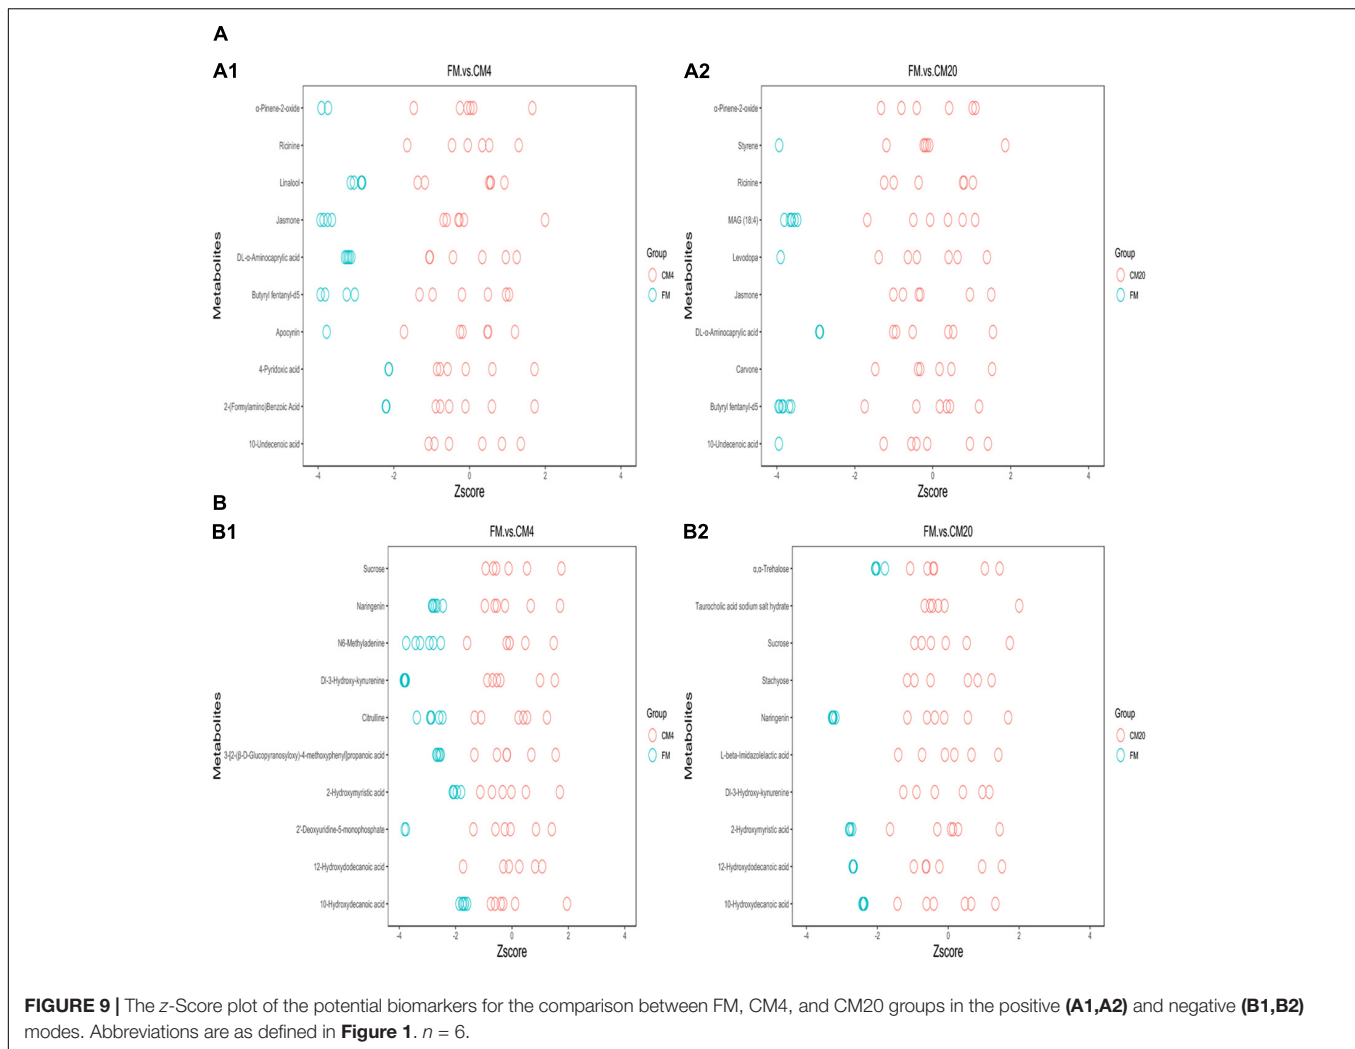 A
A1
FM.vs.CM4
Metabolites
α-Pinene-2-oxide
Ricinine
Linalool
Jasmone
DL-α-Aminocaprylic acid
Butyryl fentanyl-d5
Apocynin
4-Pyridoxic acid
2-(Formylamino)Benzoic Acid
10-Undecenoic acid
-4 -2 0 2 4
Zscore
Group
CM4
FM
A2
FM.vs.CM20
Metabolites
α-Pinene-2-oxide
Styrene
Ricinine
MAG (18:4)
Levodopa
Jasmone
DL-α-Aminocaprylic acid
Carvone
Butyryl fentanyl-d5
10-Undecenoic acid
-4 -2 0 2 4
Zscore
Group
CM20
FM
B
B1
FM.vs.CM4
Metabolites
Sucrose
Naringenin
N6-Methyladenine
Dl-3-Hydroxy-kynurenine
Citrulline
3-[2-(β-D-Glucopyranosyloxy)-4-methoxyphenyl]propanoic acid
2-Hydroxymyristic acid
2'-Deoxyuridine-5-monophosphate
12-Hydroxydodecanoic acid
10-Hydroxydecanoic acid
-4 -2 0 2 4
Zscore
Group
CM4
FM
B2
FM.vs.CM20
Metabolites
α,α-Trehalose
Taurocholic acid sodium salt hydrate
Sucrose
Stachyose
Naringenin
L-beta-Imidazolelactic acid
Dl-3-Hydroxy-kynurenine
2-Hydroxymyristic acid
12-Hydroxydodecanoic acid
10-Hydroxydecanoic acid
-4 -2 0 2 4
Zscore
Group
CM20
FM
FIGURE 9 | The z-Score plot of the potential biomarkers for the comparison between FM, CM4, and CM20 groups in the positive (A1,A2) and negative (B1,B2)
modes. Abbreviations are as defined in Figure 1. n = 6.